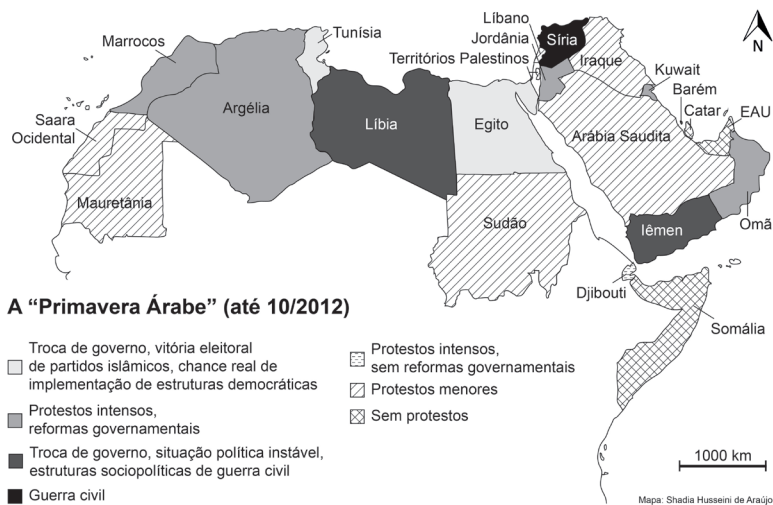 Marrocos
Tunísia
Líbano
Jordânia
Territórios Palestinos
Síria
Iraque
Kuwait
Barém
Catar
EAU
N
Saara
Ocidental
Argélia
Líbia
Egito
Arábia Saudita
Mauretânia
Sudão
Iêmen
Omã
Djibouti
Somália
A "Primavera Árabe" (até 10/2012)
Troca de governo, vitória eleitoral
de partidos islâmicos, chance real de
implementação de estruturas democráticas
Protestos intensos,
reformas governamentais
Troca de governo, situação política instável,
estruturas sociopolíticas de guerra civil
Guerra civil
Protestos intensos,
sem reformas governamentais
Protestos menores
Sem protestos
1000 km
Mapa: Shadia Husseini de Araújo